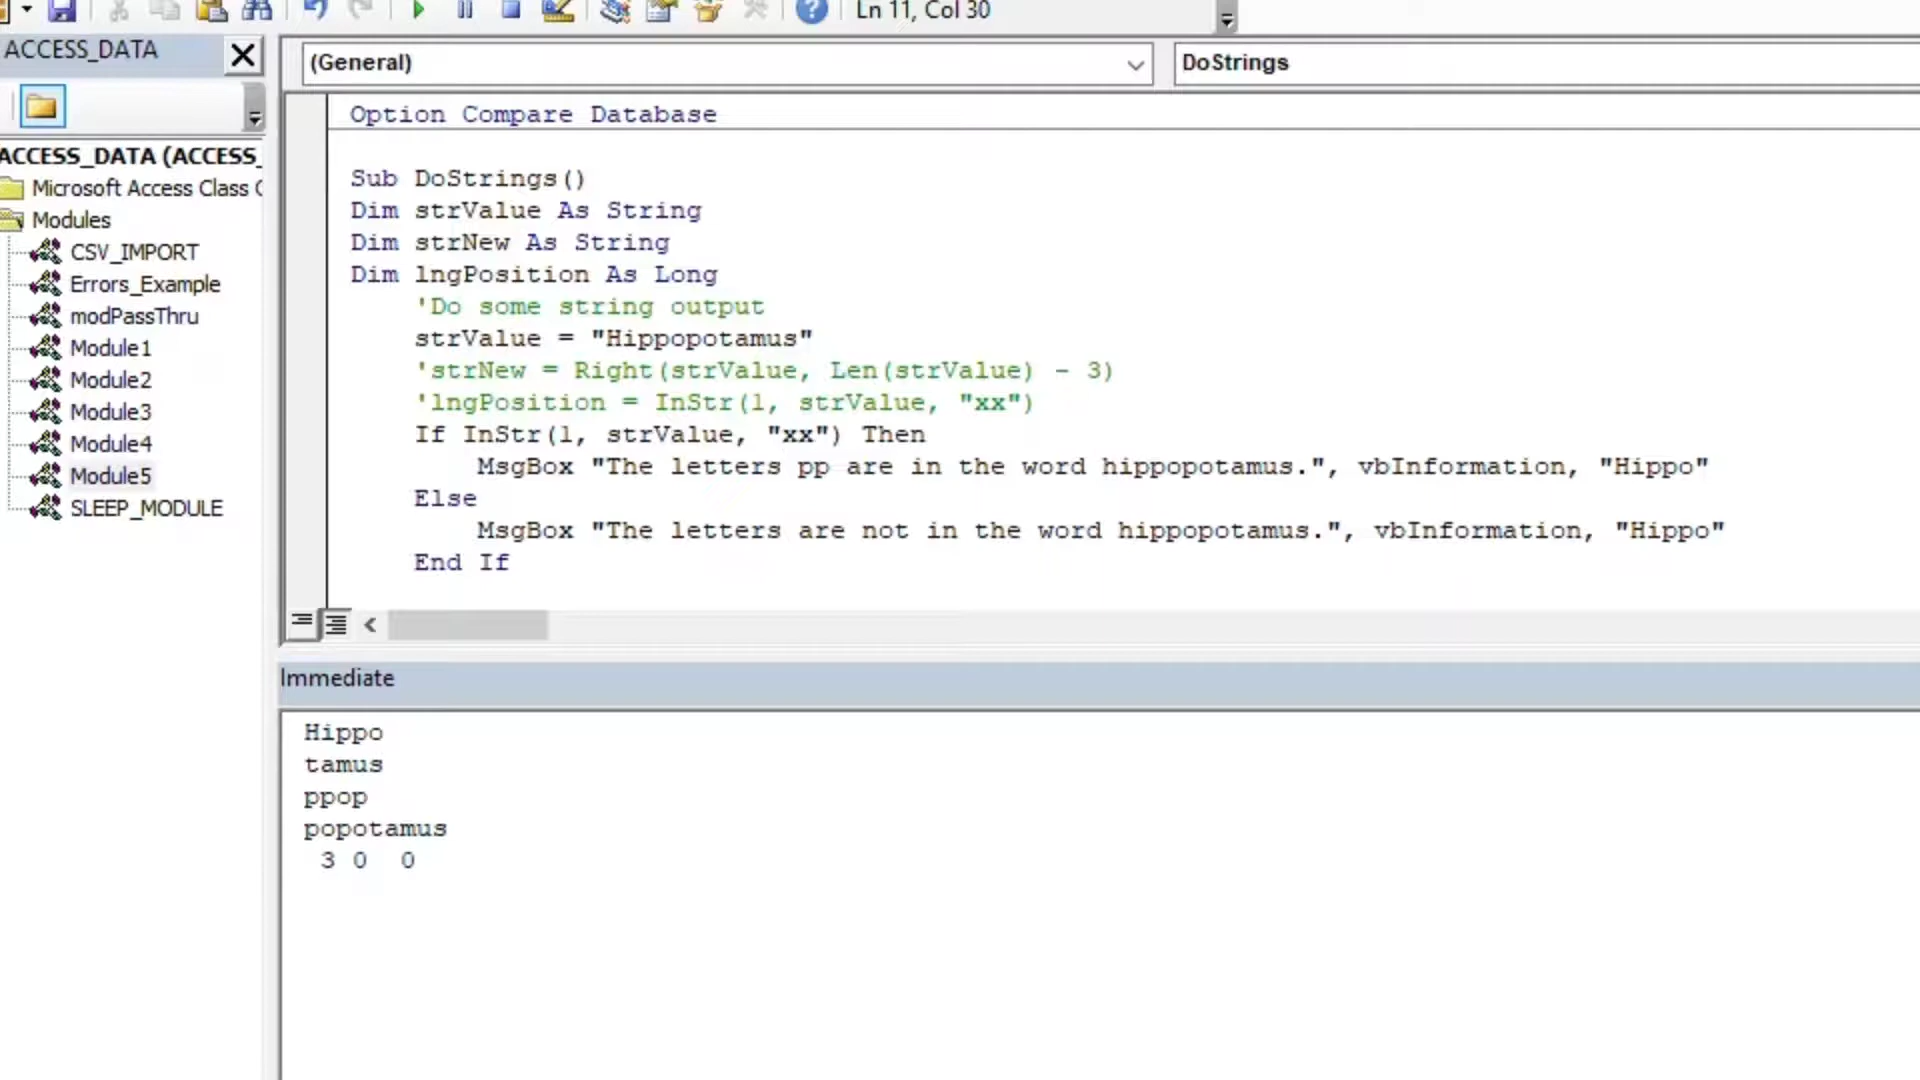 Ln 11, Col 30
ACCESS_DATA
(General)
DoStrings
ACCESS_DATA (ACCESS_
Microsoft Access Class
Modules
CSV_IMPORT
Errors_Example
modPassThru
Module1
Module2
Module3
Module4
Module5
SLEEP_MODULE
Option Compare Database
Sub DoStrings()
Dim strValue As String
Dim strNew As String
Dim lngPosition As Long
'Do some string output
strValue = "Hippopotamus"
'strNew = Right(strValue, Len(strValue) - 3)
'lngPosition = InStr(1, strValue, "xx")
If InStr(1, strValue, "xx") Then
MsgBox "The letters pp are in the word hippopotamus.", vbInformation, "Hippo"
Else
MsgBox "The letters are not in the word hippopotamus.", vbInformation, "Hippo"
End If
Immediate
Hippo
tamus
ppop
popotamus
3 0 0